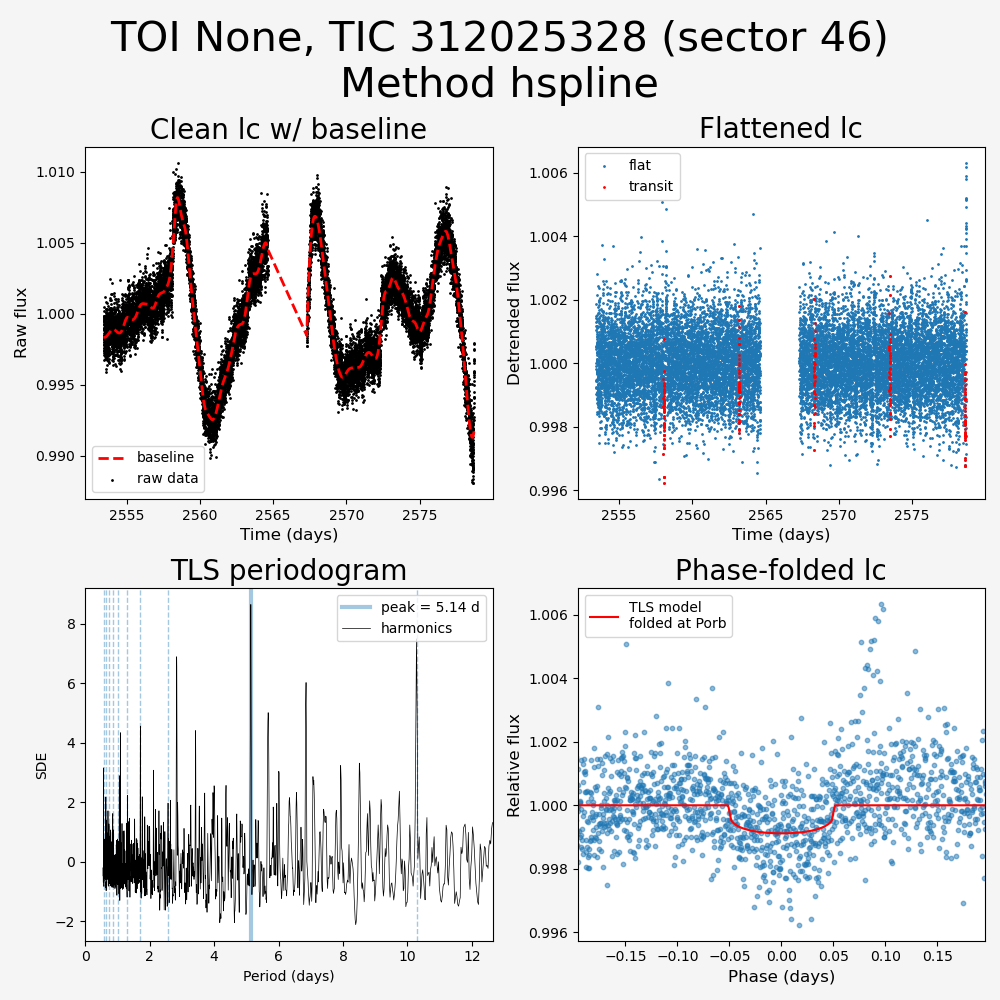 TOI None, TIC 312025328 (sector 46)
Method hspline
Clean lc w/ baseline
1.010
1.005
1.000
0.995
0.990
Raw flux
baseline
raw data
2555
2560
2565
2570
2575
Time (days)
Flattened lc
flat
transit
1.006
1.004
1.002
1.000
0.998
0.996
Detrended flux
2555
2560
2565
2570
2575
Time (days)
TLS periodogram
peak = 5.14 d
harmonics
8
6
4
2
0
−2
SDE
0
2
4
6
8
10
12
Period (days)
Phase-folded lc
TLS model
folded at Porb
1.006
1.004
1.002
1.000
0.998
0.996
Relative flux
−0.15
−0.10
−0.05
0.00
0.05
0.10
0.15
Phase (days)